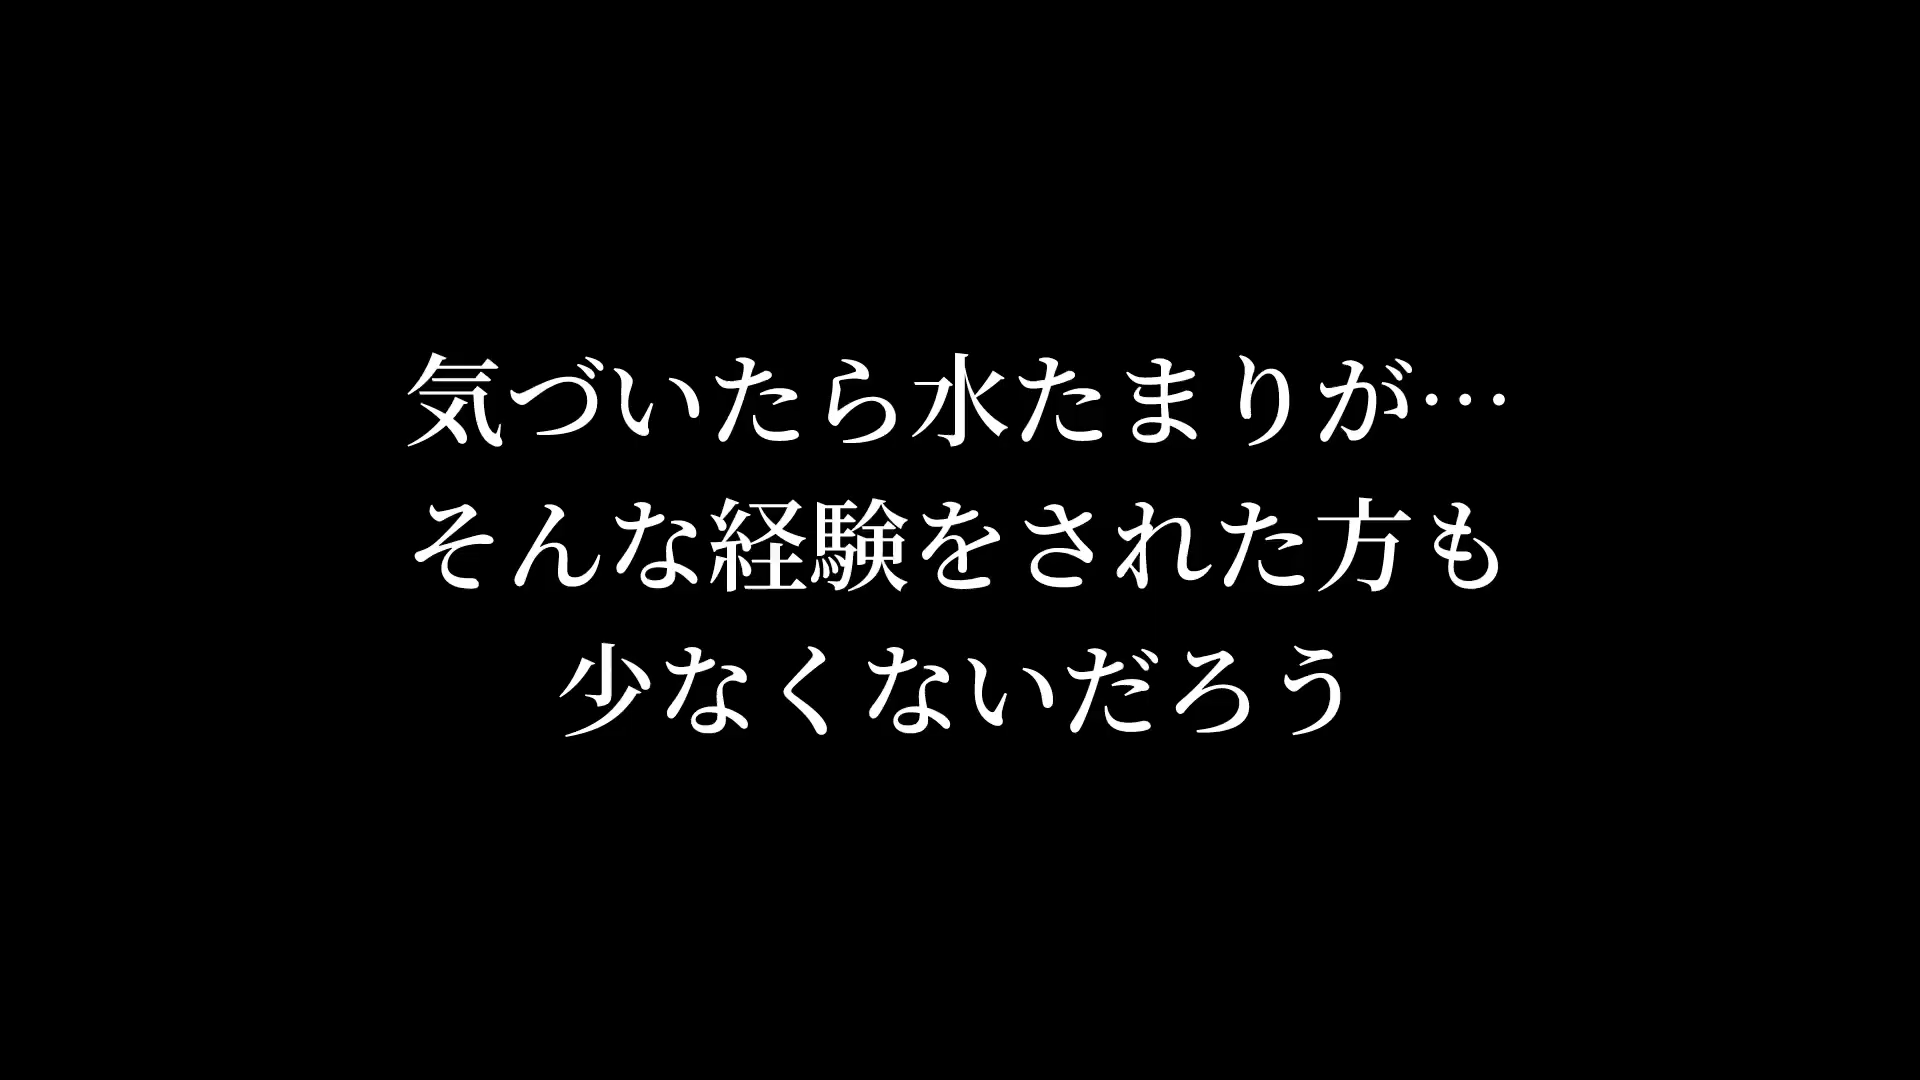 気づいたら水たまりが…
そんな経験をされた方も
少なくないだろう